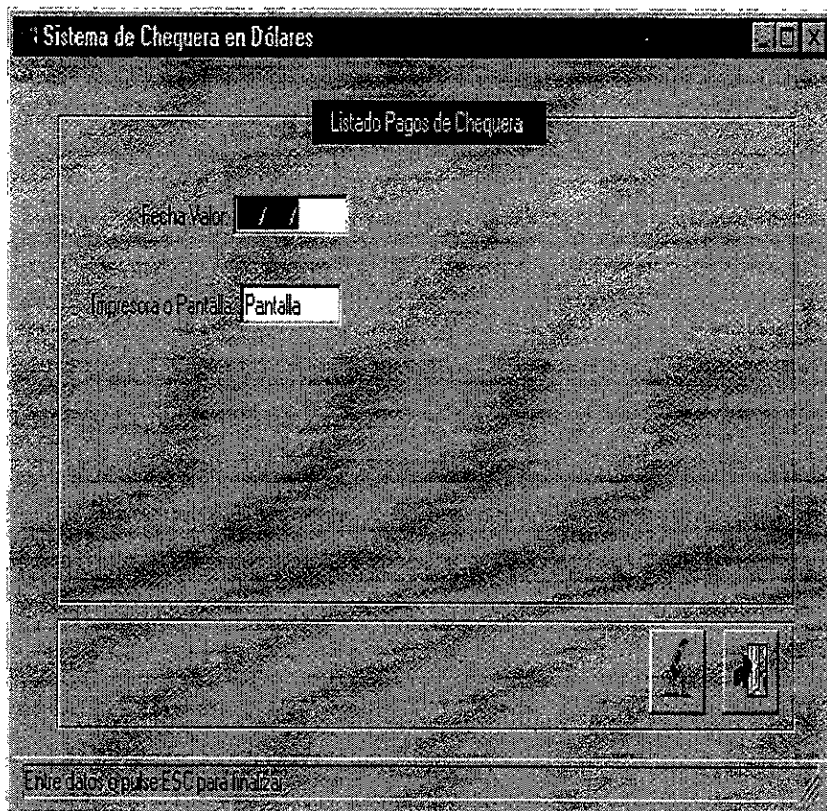 Sistema de Chequera en Dólares
Listado Pagos de Chequera
Fecha Valor: / /
Impresora o Pantalla: Pantalla
Entre datos o pulse ESC para finalizar